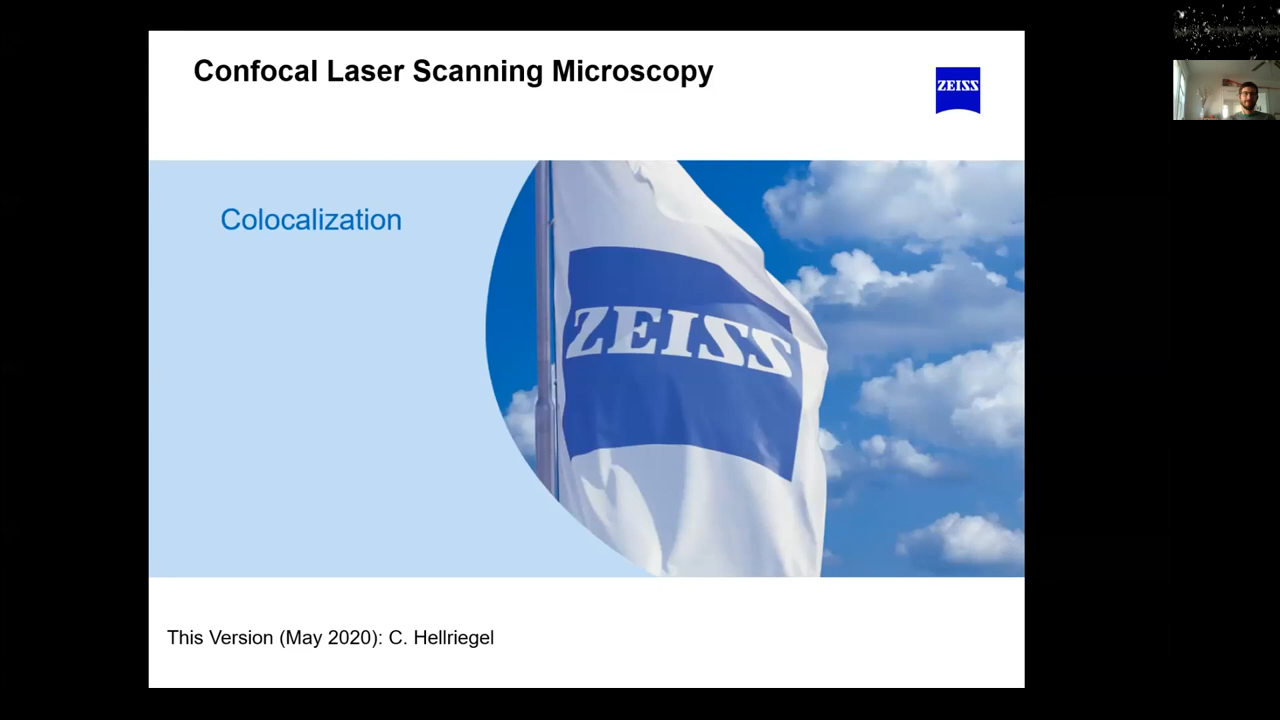 Confocal Laser Scanning Microscopy
ZEISS
Colocalization
ZEISS
This Version (May 2020): C. Hellriegel